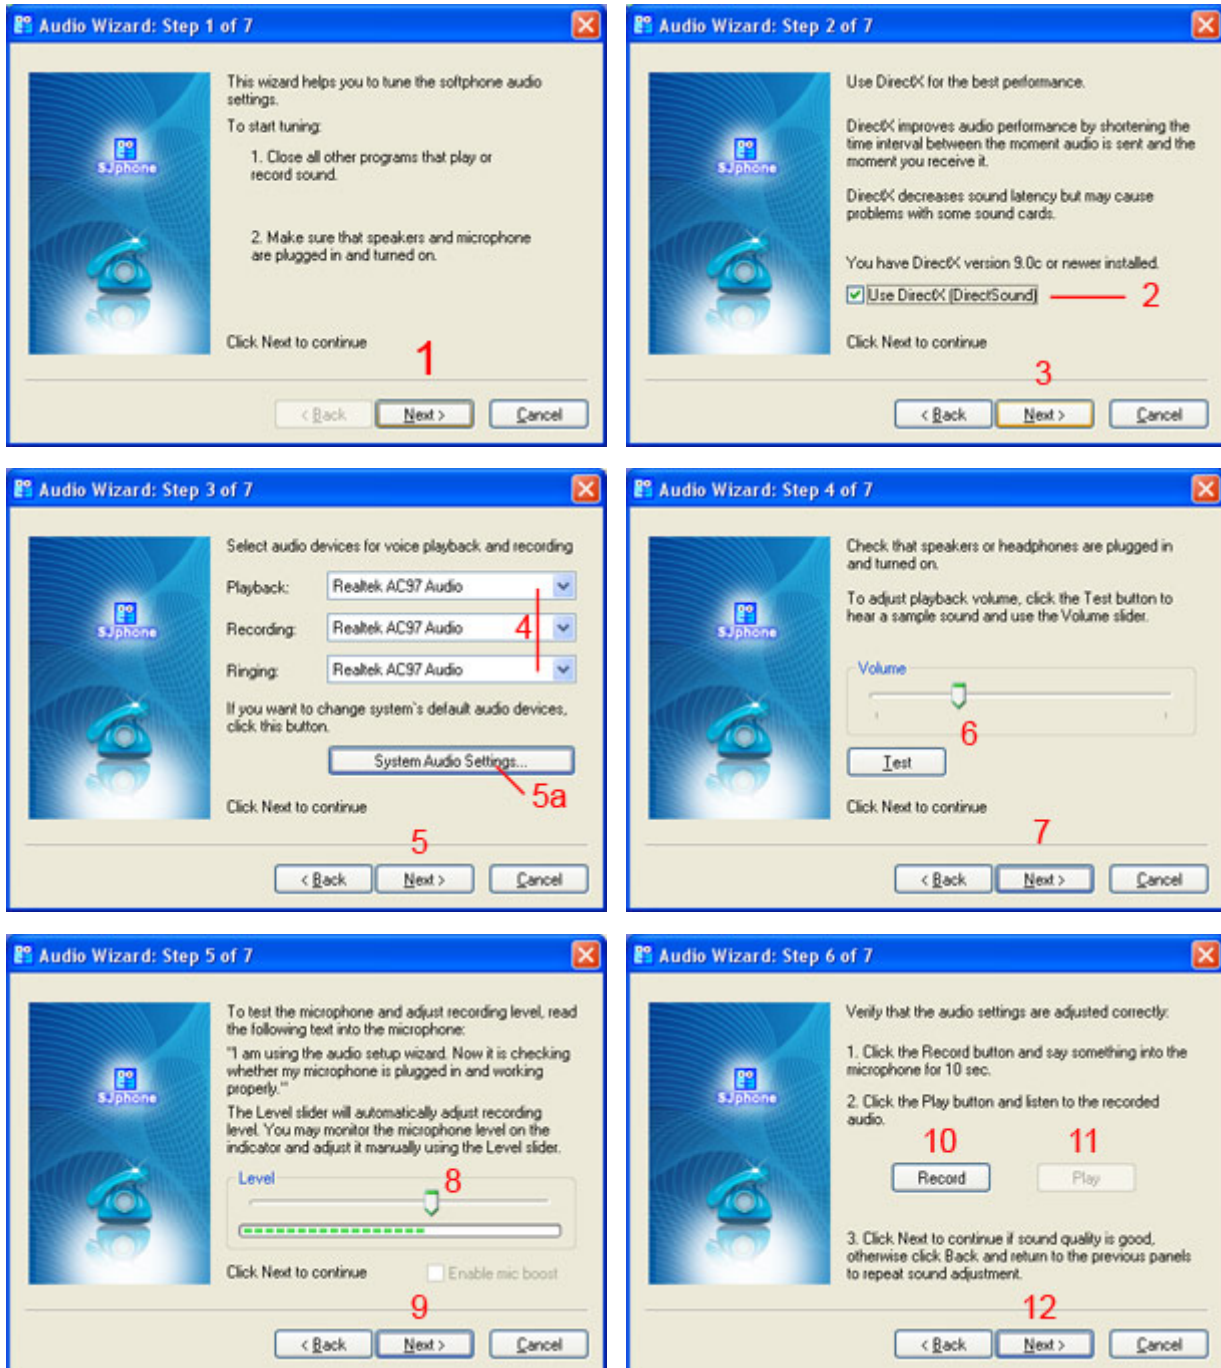 Audio Wizard: Step 1 of 7
SJphone
This wizard helps you to tune the softphone audio
settings.
To start tuning:
1. Close all other programs that play or
record sound.
2. Make sure that speakers and microphone
are plugged in and turned on.
Click Next to continue
1
< Back
Next >
Cancel
Audio Wizard: Step 2 of 7
SJphone
Use DirectX for the best performance.
DirectX improves audio performance by shortening the
time interval between the moment audio is sent and the
moment you receive it.
DirectX decreases sound latency but may cause
problems with some sound cards.
You have DirectX version 9.0c or newer installed.
Use DirectX (DirectSound)
2
Click Next to continue
3
< Back
Next >
Cancel
Audio Wizard: Step 3 of 7
SJphone
Select audio devices for voice playback and recording
Playback: Realtek AC97 Audio
Recording: Realtek AC97 Audio
4
Ringing: Realtek AC97 Audio
If you want to change system's default audio devices,
click this button.
System Audio Settings...
5a
Click Next to continue
5
< Back
Next >
Cancel
Audio Wizard: Step 4 of 7
SJphone
Check that speakers or headphones are plugged in
and turned on.
To adjust playback volume, click the Test button to
hear a sample sound and use the Volume slider.
Volume
6
Test
Click Next to continue
7
< Back
Next >
Cancel
Audio Wizard: Step 5 of 7
SJphone
To test the microphone and adjust recording level, read
the following text into the microphone:
"I am using the audio setup wizard. Now it is checking
whether my microphone is plugged in and working
properly."
The Level slider will automatically adjust recording
level. You may monitor the microphone level on the
indicator and adjust it manually using the Level slider.
Level
8
Click Next to continue
Enable mic boost
9
< Back
Next >
Cancel
Audio Wizard: Step 6 of 7
SJphone
Verify that the audio settings are adjusted correctly:
1. Click the Record button and say something into the
microphone for 10 sec.
2. Click the Play button and listen to the recorded
audio.
10
11
Record
Play
3. Click Next to continue if sound quality is good,
otherwise click Back and return to the previous panels
to repeat sound adjustment.
12
< Back
Next >
Cancel